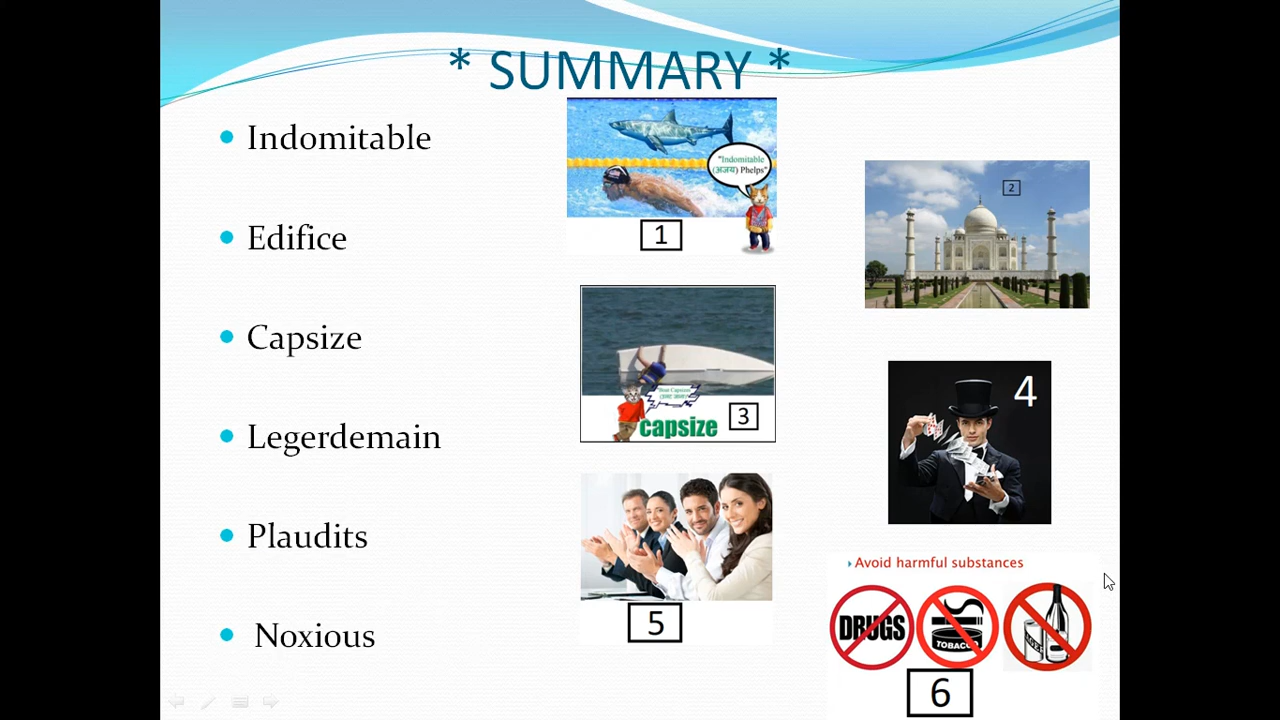 * SUMMARY *
Indomitable
Edifice
Capsize
Legerdemain
Plaudits
Noxious
"Indomitable
(अजय) Phelps"
1
2
capsize
3
4
5
Avoid harmful substances
DRUGS
TOBACCO
6